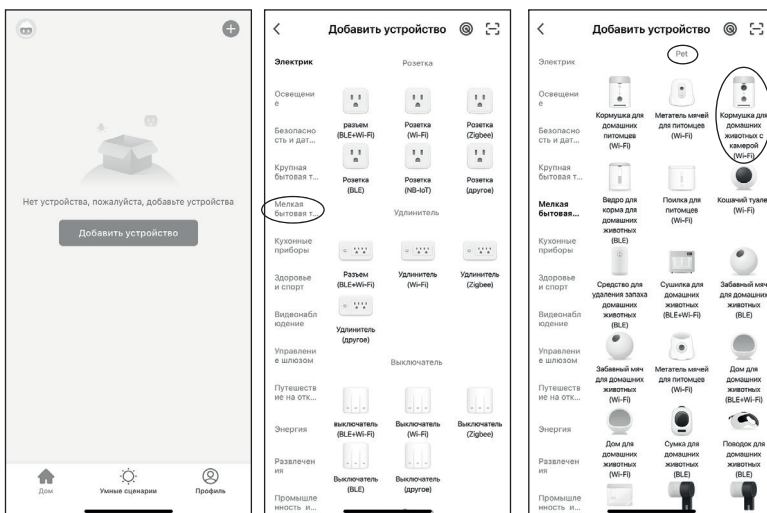 Нет устройства, пожалуйста, добавьте устройства
Добавить устройство
Дом
Умные сценарии
Профиль
Добавить устройство
Электрик
Освещени
е
Безопасно
сть и дат...
Крупная
бытовая т...
Мелкая
бытовая т...
Кухонные
приборы
Здоровье
и спорт
Видеонабл
юдение
Управлени
е шлюзом
Путешеств
ие на отк...
Энергия
Развлечен
ия
Промышле
нность и...
Розетка
разъем
(BLE+Wi-Fi)
Розетка
(Wi-Fi)
Розетка
(Zigbee)
Розетка
(BLE)
Розетка
(NB-IoT)
Розетка
(другое)
Удлинитель
Разъем
(BLE+Wi-Fi)
Удлинитель
(Wi-Fi)
Удлинитель
(Zigbee)
Удлинитель
(другое)
Выключатель
выключатель
(BLE+Wi-Fi)
Выключатель
(Wi-Fi)
Выключатель
(Zigbee)
Выключатель
(BLE)
Выключатель
(другое)
Добавить устройство
Электрик
Освещени
е
Безопасно
сть и дат...
Крупная
бытовая т...
Мелкая
бытовая...
Кухонные
приборы
Здоровье
и спорт
Видеонабл
юдение
Управлени
е шлюзом
Путешеств
ие на отк...
Энергия
Развлечен
ия
Промышле
нность и...
Pet
Кормушка для
домашних
питомцев
(Wi-Fi)
Метатель мячей
для питомцев
(Wi-Fi)
Кормушка для
домашних
животных с
камерой
(Wi-Fi)
Ведро для
корма для
домашних
животных
(BLE)
Поилка для
питомцев
(Wi-Fi)
Кошачий туале
(Wi-Fi)
Средство для
удаления запаха
домашних
животных
(BLE)
Сушилка для
домашних
животных
(BLE+Wi-Fi)
Забавный мяч
для домашних
животных
(BLE)
Забавный мяч
для домашних
животных
(Wi-Fi)
Метатель мячей
для питомцев
(Wi-Fi)
Дом для
домашних
животных
(BLE+Wi-Fi)
Дом для
домашних
животных
(Wi-Fi)
Сумка для
домашних
животных
(BLE)
Поводок для
домашних
животных
(BLE)